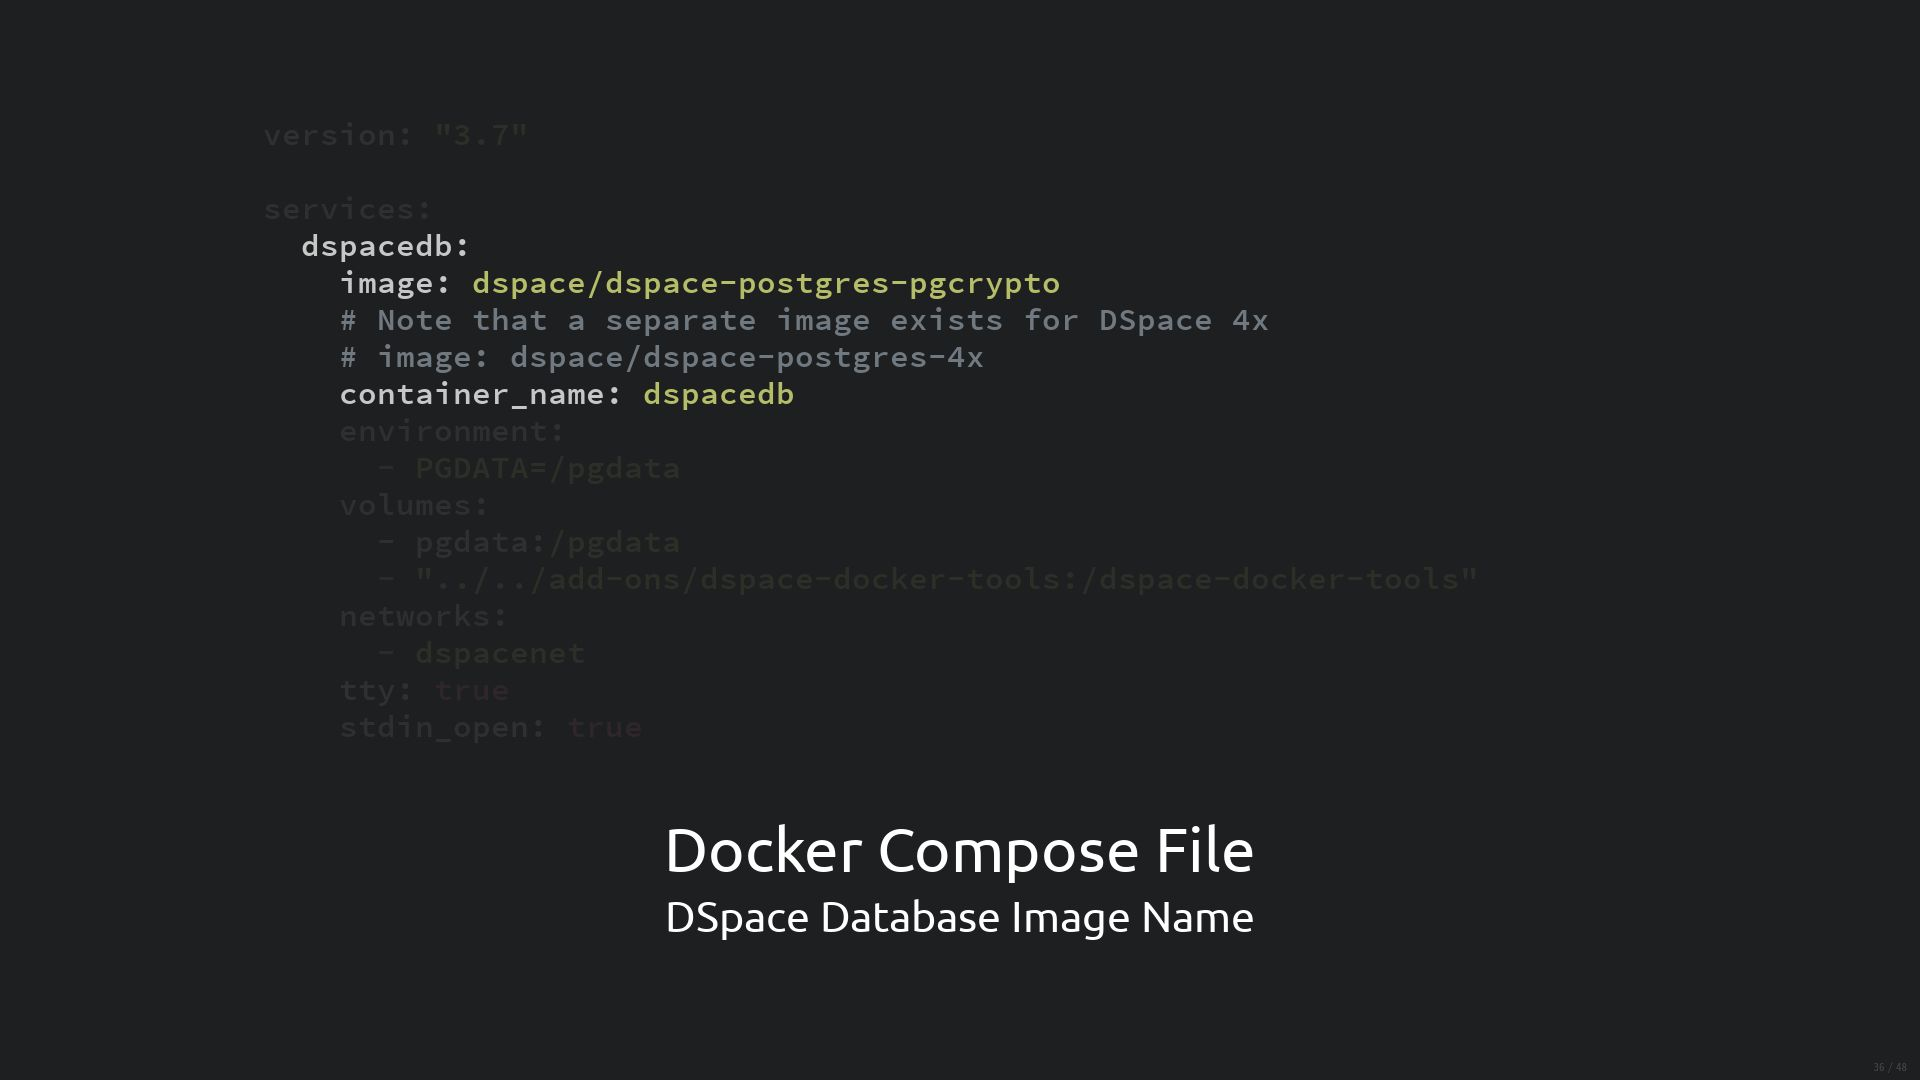 version: "3.7"
services:
dspacedb:
image: dspace/dspace-postgres-pgcrypto
# Note that a separate image exists for DSpace 4x
# image: dspace/dspace-postgres-4x
container_name: dspacedb
environment:
- PGDATA=/pgdata
volumes:
- pgdata:/pgdata
- "../../add-ons/dspace-docker-tools:/dspace-docker-tools"
networks:
- dspacenet
tty: true
stdin_open: true
Docker Compose File
DSpace Database Image Name
36 / 48